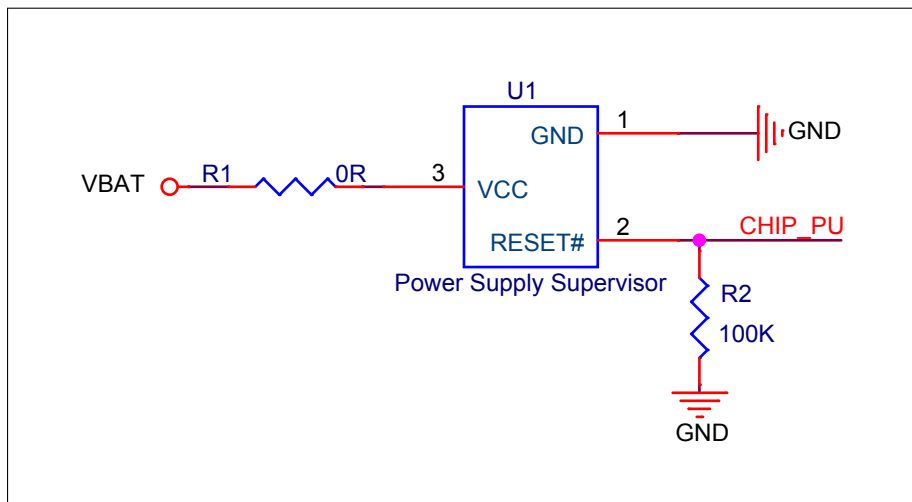 U1
GND
1
GND
VBAT
R1
0R
3
VCC
RESET#
2
CHIP_PU
Power Supply Supervisor
R2
100K
GND